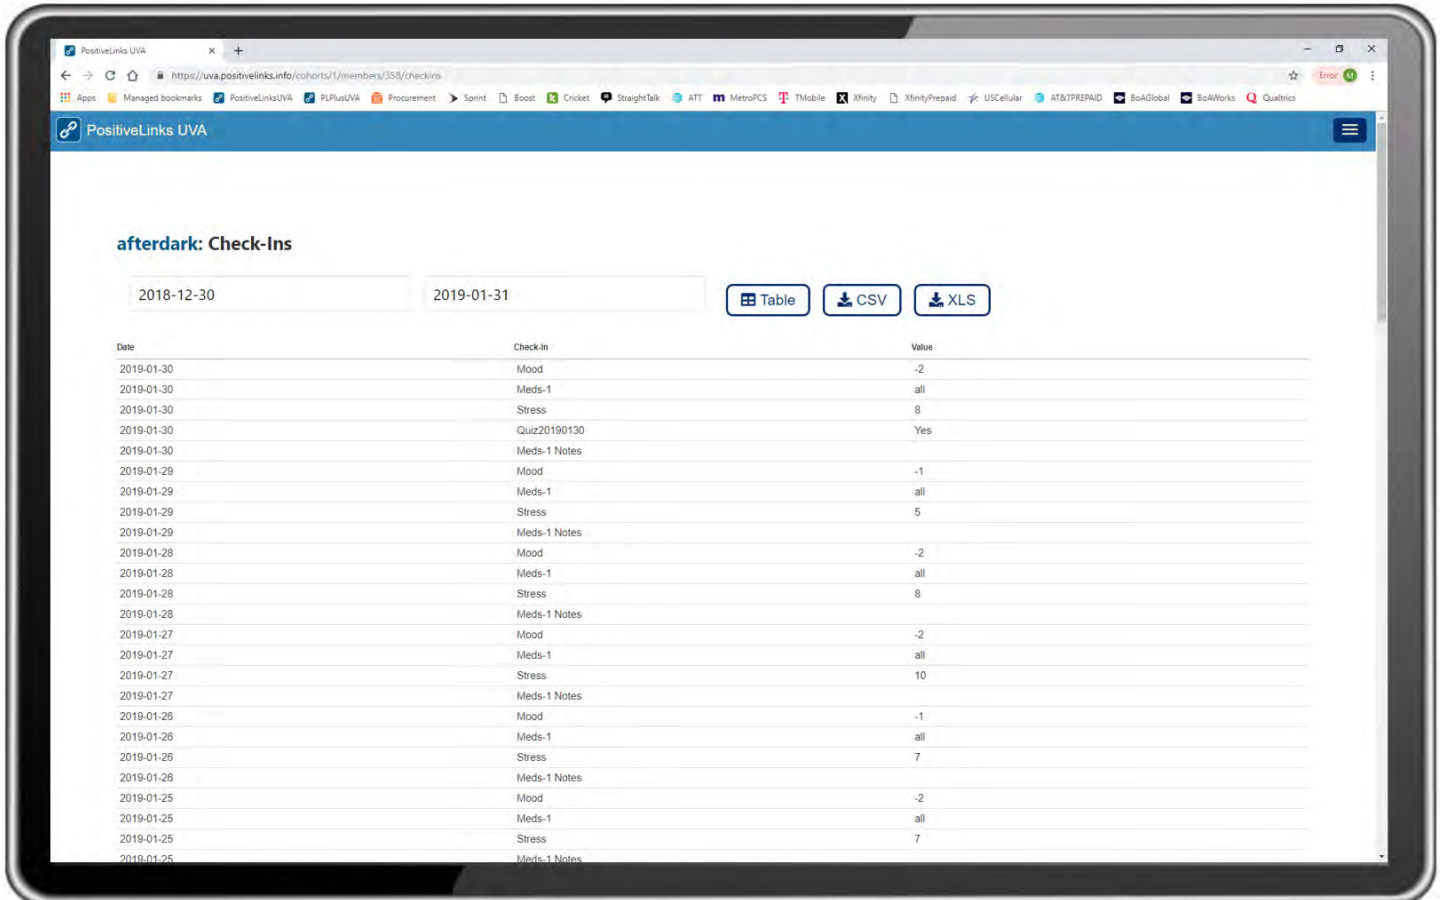 PositiveLinks UVA
https://uva.positivelinks.info/cohorts/1/members/358/checkins Error M
Apps Managed bookmarks PositiveLinksUVA PLPlusUVA Procurement Sprint Boost Cricket StraightTalk ATT MetroPCS TMobile Xfinity XfinityPrepaid USCellular AT&TPREPAID BoAGlobal BoAWorks Qualtrics
PositiveLinks UVA
afterdark: Check-Ins
2018-12-30 2019-01-31 Table CSV XLS
Date Check-In Value
2019-01-30 Mood -2
2019-01-30 Meds-1 all
2019-01-30 Stress 8
2019-01-30 Quiz20190130 Yes
2019-01-30 Meds-1 Notes
2019-01-29 Mood -1
2019-01-29 Meds-1 all
2019-01-29 Stress 5
2019-01-29 Meds-1 Notes
2019-01-28 Mood -2
2019-01-28 Meds-1 all
2019-01-28 Stress 8
2019-01-28 Meds-1 Notes
2019-01-27 Mood -2
2019-01-27 Meds-1 all
2019-01-27 Stress 10
2019-01-27 Meds-1 Notes
2019-01-26 Mood -1
2019-01-26 Meds-1 all
2019-01-26 Stress 7
2019-01-26 Meds-1 Notes
2019-01-25 Mood -2
2019-01-25 Meds-1 all
2019-01-25 Stress 7
2019-01-25 Meds-1 Notes